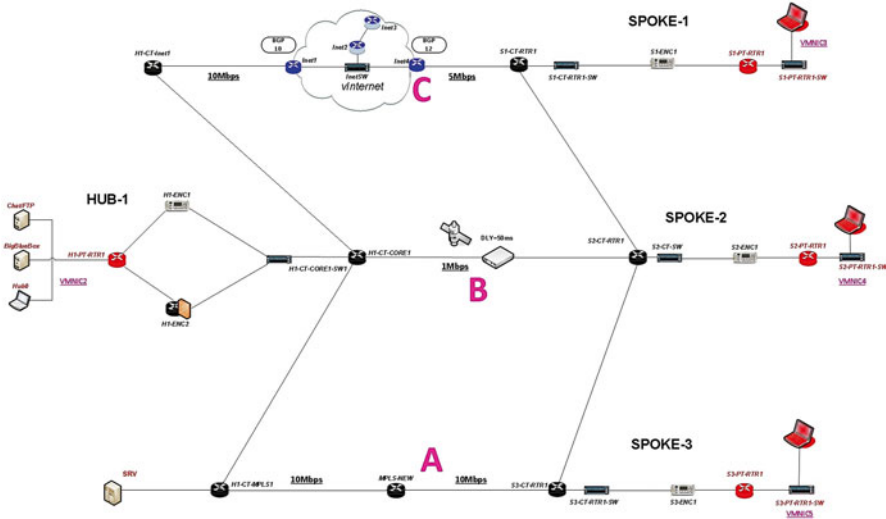 SPOKE-1
Inet3
BGP
10
BGP
12
Inet2
VMNIC3
H1-CT-Inet1
Inet1
Inet4
S1-CT-RTR1
S1-ENC1
S1-PT-RTR1
InetSW
10Mbps
vInternet
C
5Mbps
S1-CT-RTR1-SW
S1-PT-RTR1-SW
HUB-1
H1-ENC1
SPOKE-2
Chat/FTP
DLY=50ms
BigBlueBox
H1-PT-RTR1
H1-CT-CORE1
S2-CT-RTR1
S2-CT-SW
S2-ENC1
S2-PT-RTR1
H1-CT-CORE1-SW1
1Mbps
S2-PT-RTR1-SW
VMNIC2
B
VMNIC4
H1-ENC2
A
SPOKE-3
SRV
H1-CT-MPLS1
10Mbps
MPLS-NEW
10Mbps
S3-CT-RTR1
S3-PT-RTR1
S3-CT-RTR1-SW
S3-ENC1
S3-PT-RTR1-SW
VMNIC5